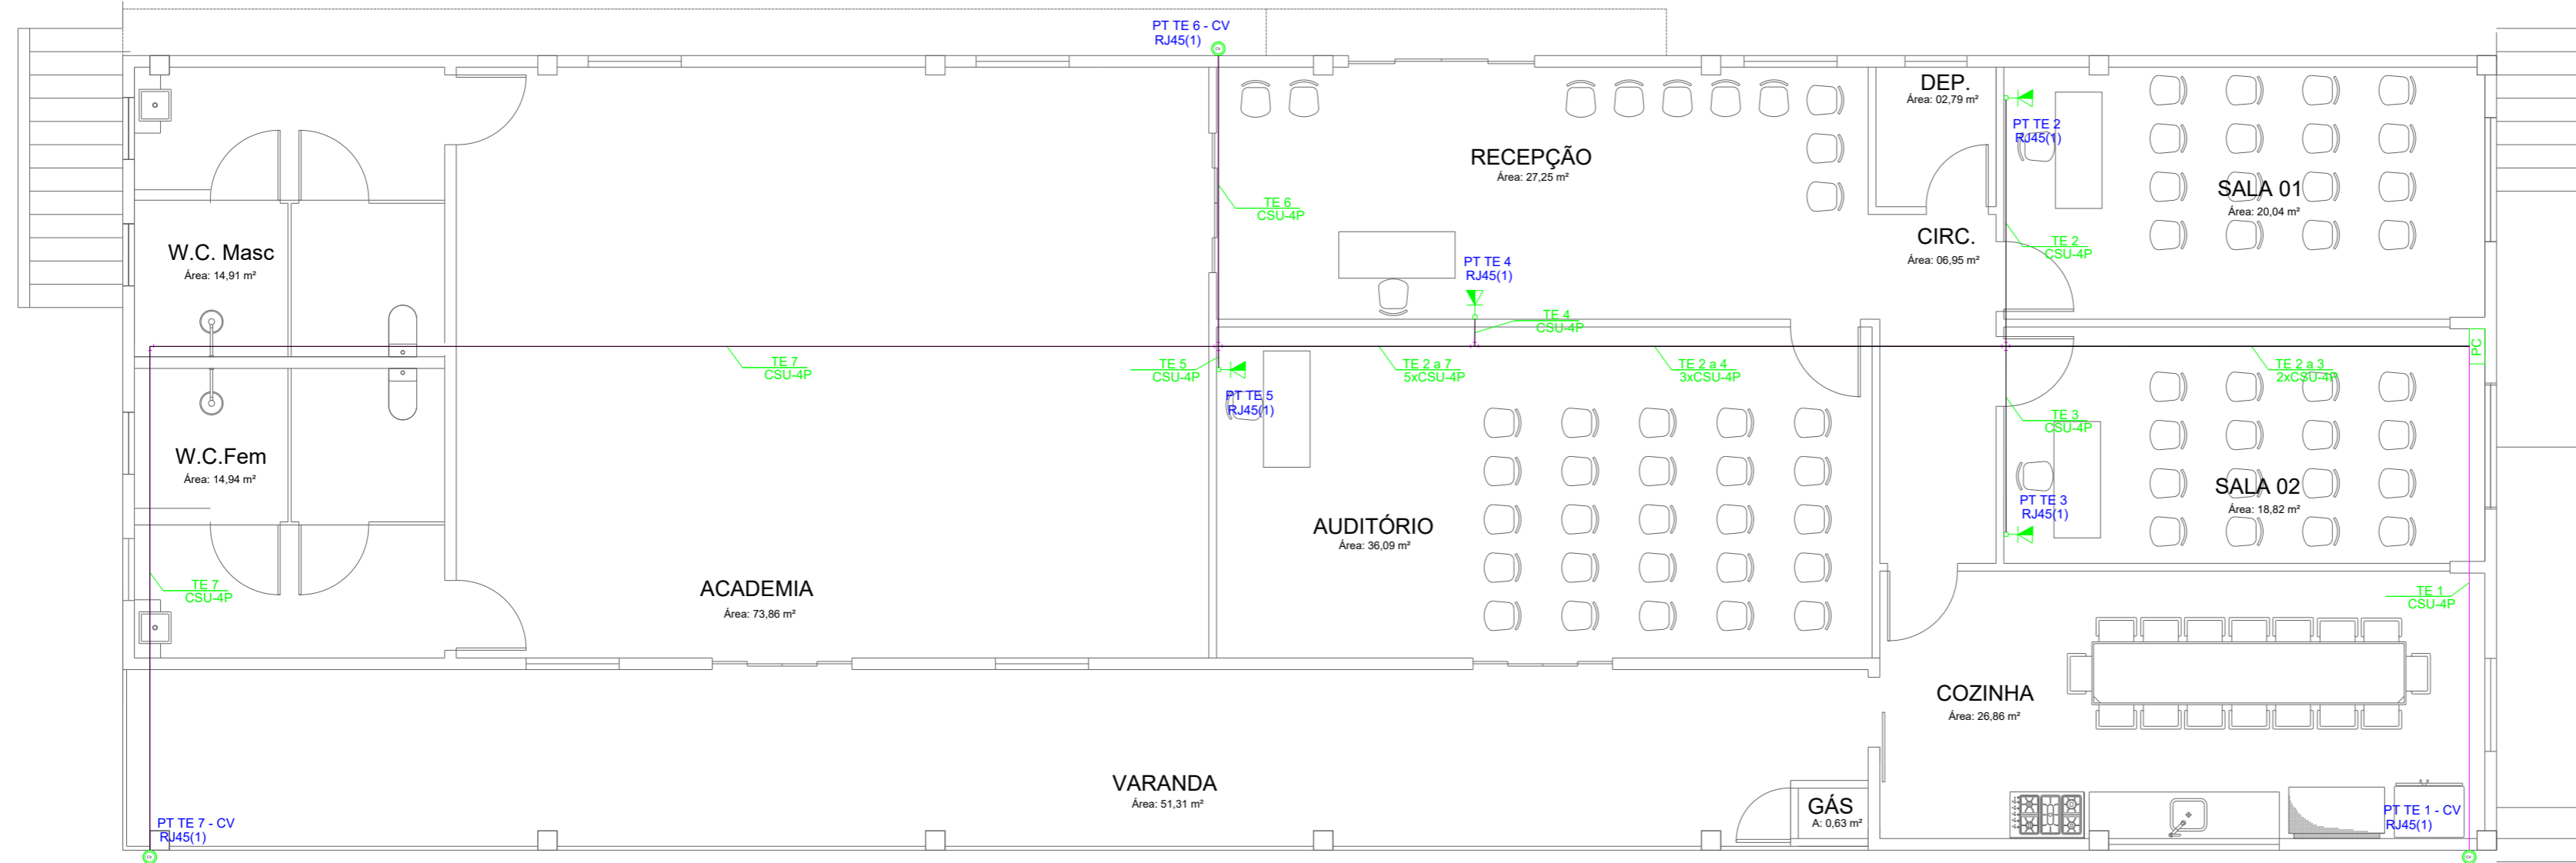 PT TE 6 - CV
RJ45(1)
DEP.
Área: 02,79 m²
PT TE 2
RJ45(1)
RECEPÇÃO
Área: 27,25 m²
SALA 01
Área: 20,04 m²
TE 6
CSU-4P
W.C. Masc
Área: 14,91 m²
CIRC.
Área: 06,95 m²
TE 2
CSU-4P
PT TE 4
RJ45(1)
TE 4
CSU-4P
PC
TE 7
CSU-4P
TE 5
CSU-4P
TE 2 a 7
5xCSU-4P
TE 2 a 4
3xCSU-4P
TE 2 a 3
2xCSU-4P
PT TE 5
RJ45(1)
TE 3
CSU-4P
W.C.Fem
Área: 14,94 m²
PT TE 3
RJ45(1)
SALA 02
Área: 18,82 m²
AUDITÓRIO
Área: 36,09 m²
TE 7
CSU-4P
ACADEMIA
Área: 73,86 m²
TE 1
CSU-4P
COZINHA
Área: 26,86 m²
VARANDA
Área: 51,31 m²
GÁS
A: 0,63 m²
PT TE 7 - CV
RJ45(1)
PT TE 1 - CV
RJ45(1)